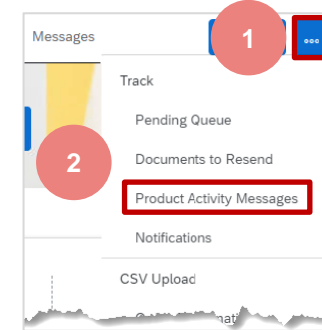 Messages
1
Track
Pending Queue
Documents to Resend
2
Product Activity Messages
Notifications
CSV Upload